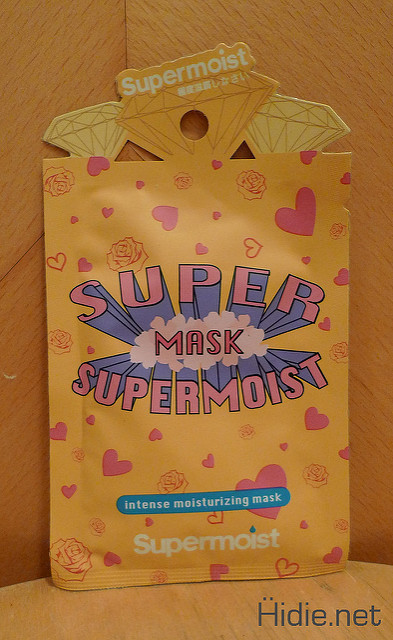 Supermoist
SUPER
MASK
SUPERMOIST
intense moisturizing mask
Supermoist
Hidie.net